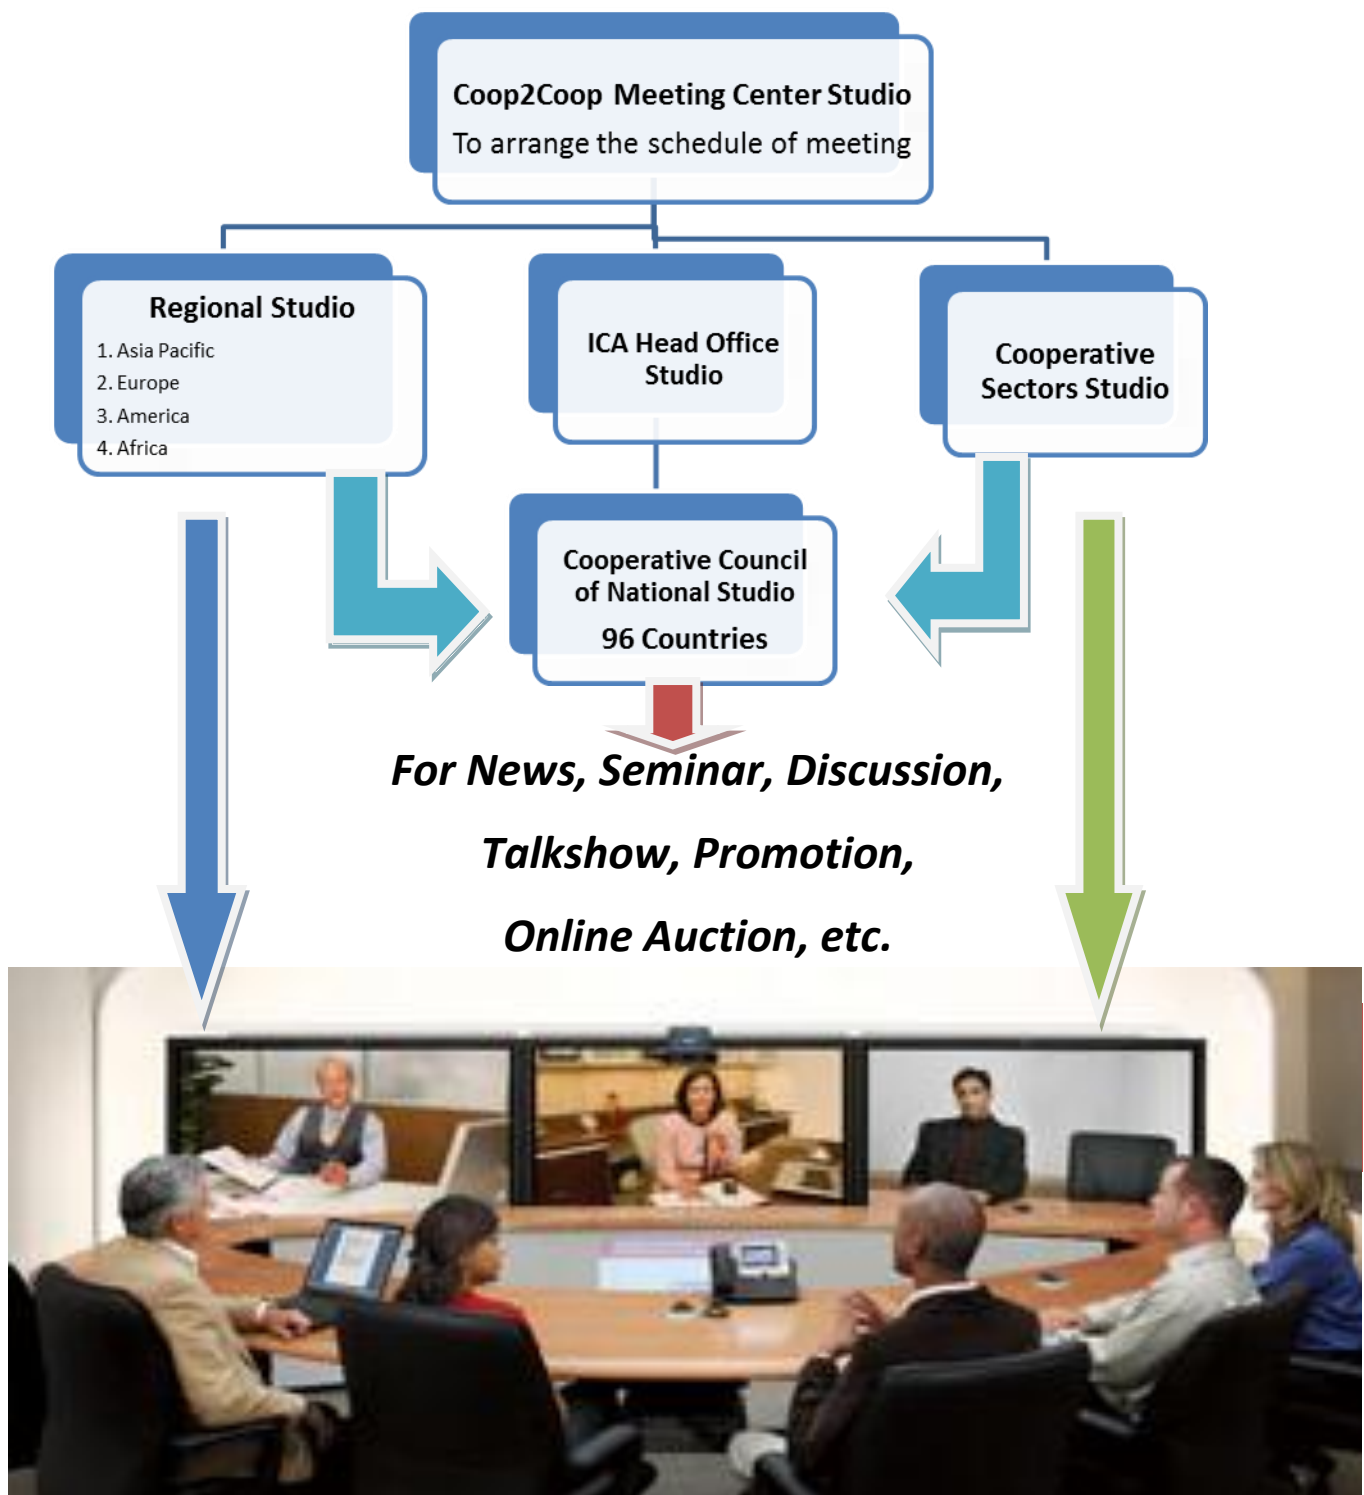 Coop2Coop Meeting Center Studio
To arrange the schedule of meeting
Regional Studio
1. Asia Pacific
2. Europe
3. America
4. Africa
ICA Head Office
Studio
Cooperative
Sectors Studio
Cooperative Council
of National Studio
96 Countries
For News, Seminar, Discussion,
Talkshow, Promotion,
Online Auction, etc.